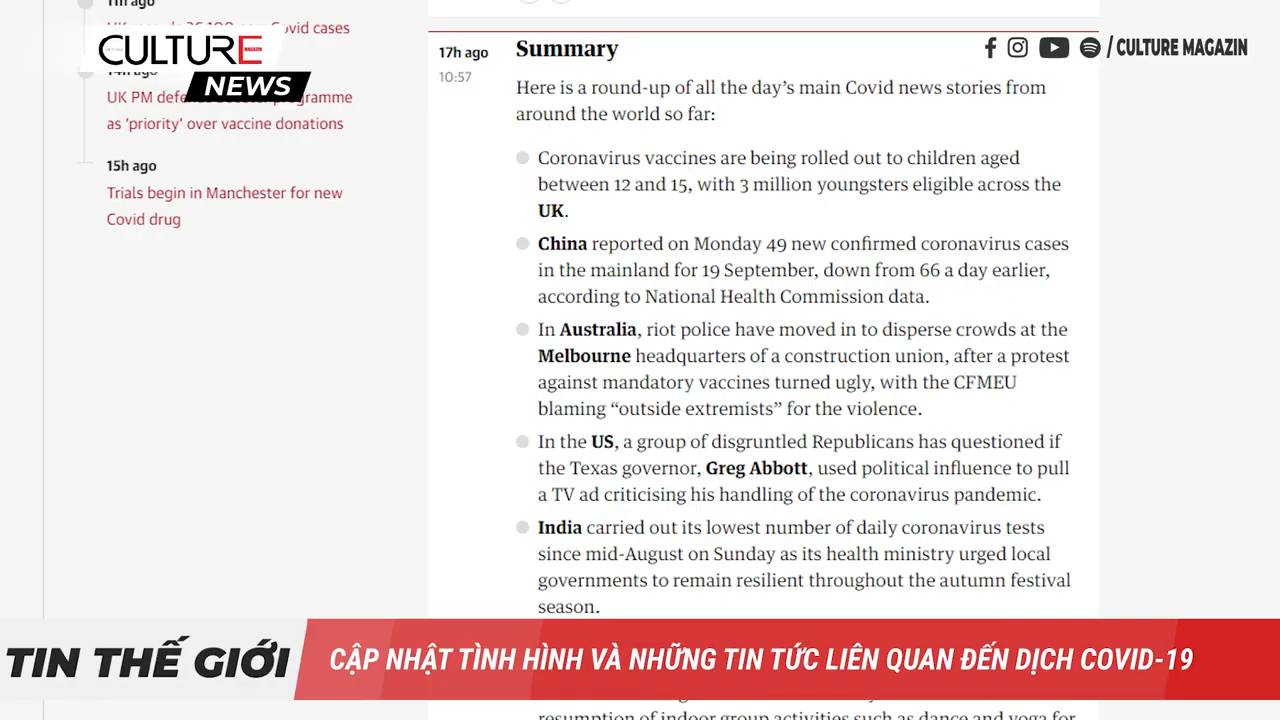 11h ago
Covid cases
CULTURE
MAGAZIN
NEWS
14h ago
UK PM programme
as ‘priority’ over vaccine donations
15h ago
Trials begin in Manchester for new
Covid drug
/ CULTURE MAGAZIN
17h ago
10:57
Summary
Here is a round-up of all the day’s main Covid news stories from
around the world so far:
Coronavirus vaccines are being rolled out to children aged
between 12 and 15, with 3 million youngsters eligible across the
UK.
China reported on Monday 49 new confirmed coronavirus cases
in the mainland for 19 September, down from 66 a day earlier,
according to National Health Commission data.
In Australia, riot police have moved in to disperse crowds at the
Melbourne headquarters of a construction union, after a protest
against mandatory vaccines turned ugly, with the CFMEU
blaming “outside extremists” for the violence.
In the US, a group of disgruntled Republicans has questioned if
the Texas governor, Greg Abbott, used political influence to pull
a TV ad criticising his handling of the coronavirus pandemic.
India carried out its lowest number of daily coronavirus tests
since mid-August on Sunday as its health ministry urged local
governments to remain resilient throughout the autumn festival
season.
TIN THẾ GIỚI
CẬP NHẬT TÌNH HÌNH VÀ NHỮNG TIN TỨC LIÊN QUAN ĐẾN DỊCH COVID-19
resumption of indoor group activities such as dance and yoga for